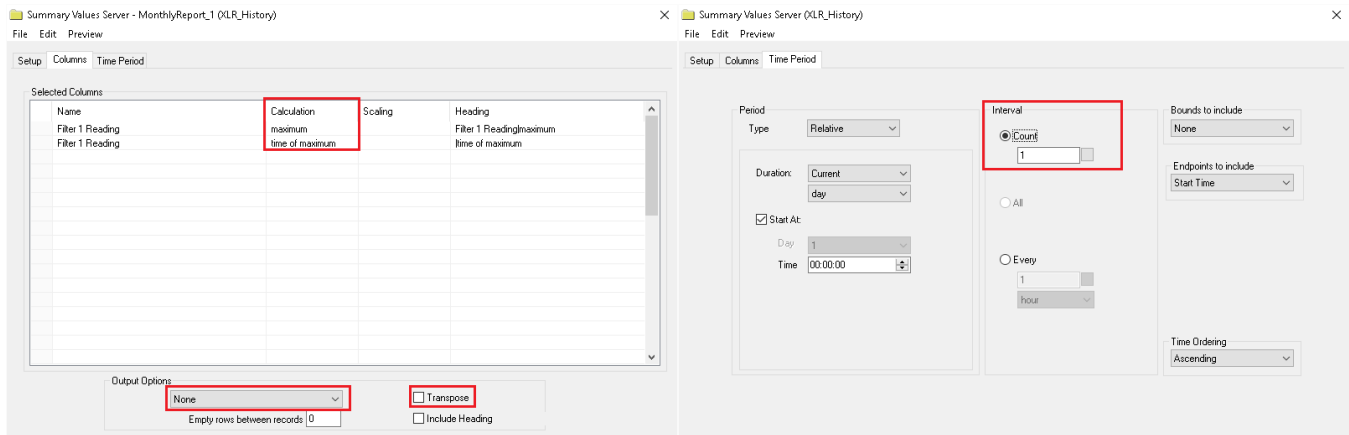 Summary Values Server - MonthlyReport_1 (XLR_History)
File Edit Preview
Setup Columns Time Period
Selected Columns
Name Calculation Scaling Heading
Filter 1 Reading maximum Filter 1 Reading|maximum
Filter 1 Reading time of maximum |time of maximum
Output Options
None
Transpose
Empty rows between records 0
Include Heading
Summary Values Server (XLR_History)
File Edit Preview
Setup Columns Time Period
Period
Type Relative
Duration: Current
day
Start At:
Day 1
Time 00:00:00
Interval
Count
1
All
Every
1
hour
Bounds to include
None
Endpoints to include
Start Time
Time Ordering
Ascending